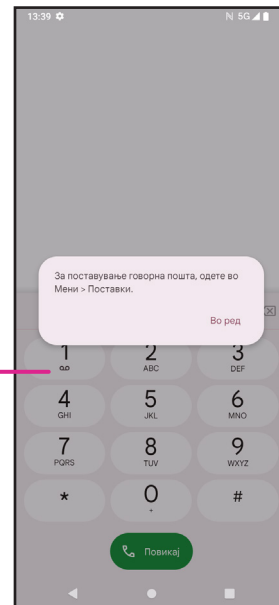 13:39 N 5G
За поставување говорна пошта, одете во
Мени > Поставки.
Во ред
1 2 3
ABC DEF
4 5 6
GHI JKL MNO
7 8 9
PQRS TUV WXYZ
* 0 #
+
Повикај